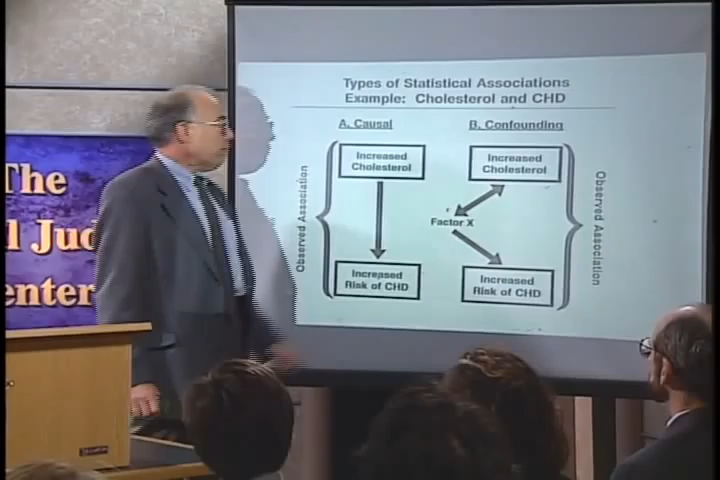 The
l Jud
enter
Types of Statistical Associations
Example: Cholesterol and CHD
A. Causal
B. Confounding
Observed Association
Increased
Cholesterol
Increased
Cholesterol
Observed Association
Factor X
Increased
Risk of CHD
Increased
Risk of CHD